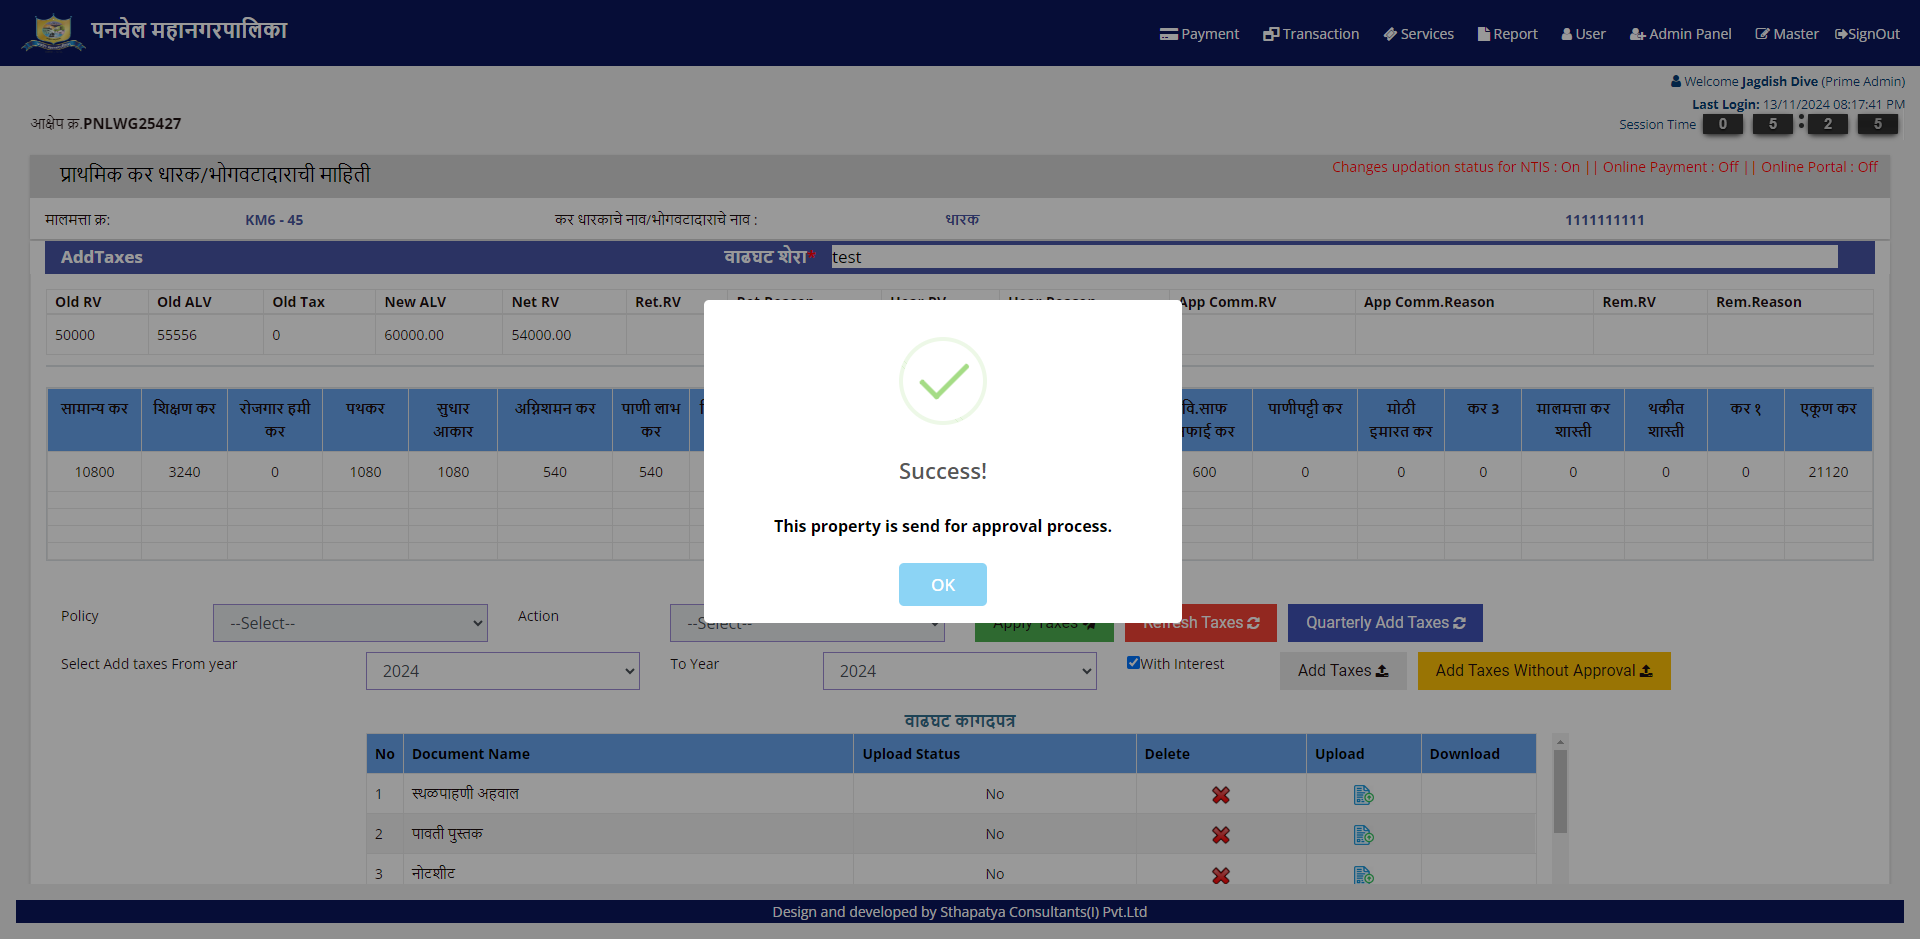 पनवेल महानगरपालिका
Payment Transaction Services Report User Admin Panel Master SignOut
Welcome Jagdish Dive (Prime Admin)
Last Login: 13/11/2024 08:17:41 PM
आक्षेप क्र.PNLWG25427
Session Time 0 5 : 2 5
प्राथमिक कर धारक/भोगवटादाराची माहिती
Changes updation status for NTIS : On || Online Payment : Off || Online Portal : Off
मालमत्ता क्र: KM6 - 45 कर धारकाचे नाव/भोगवटादाराचे नाव : धारक 1111111111
AddTaxes वाढघट शेरा* test
Old RV Old ALV Old Tax New ALV Net RV Ret.RV App Comm.RV App Comm.Reason Rem.RV Rem.Reason
50000 55556 0 60000.00 54000.00
सामान्य कर शिक्षण कर रोजगार हमी कर पथकर सुधार आकार अग्निशमन कर पाणी लाभ कर वि.साफ पाणीपट्टी कर मोठी इमारत कर कर 3 मालमत्ता कर शास्ती थकीत शास्ती कर १ एकूण कर
10800 3240 0 1080 1080 540 540 600 0 0 0 0 0 0 21120
Success!
This property is send for approval process.
OK
Policy --Select-- Action --Select-- Apply Taxes Refresh Taxes Quarterly Add Taxes
Select Add taxes From year 2024 To Year 2024 With Interest Add Taxes Add Taxes Without Approval
वाढघट कागदपत्र
No Document Name Upload Status Delete Upload Download
1 स्थळपाहणी अहवाल No
2 पावती पुस्तक No
3 नोटशीट No
Design and developed by Sthapatya Consultants(I) Pvt.Ltd